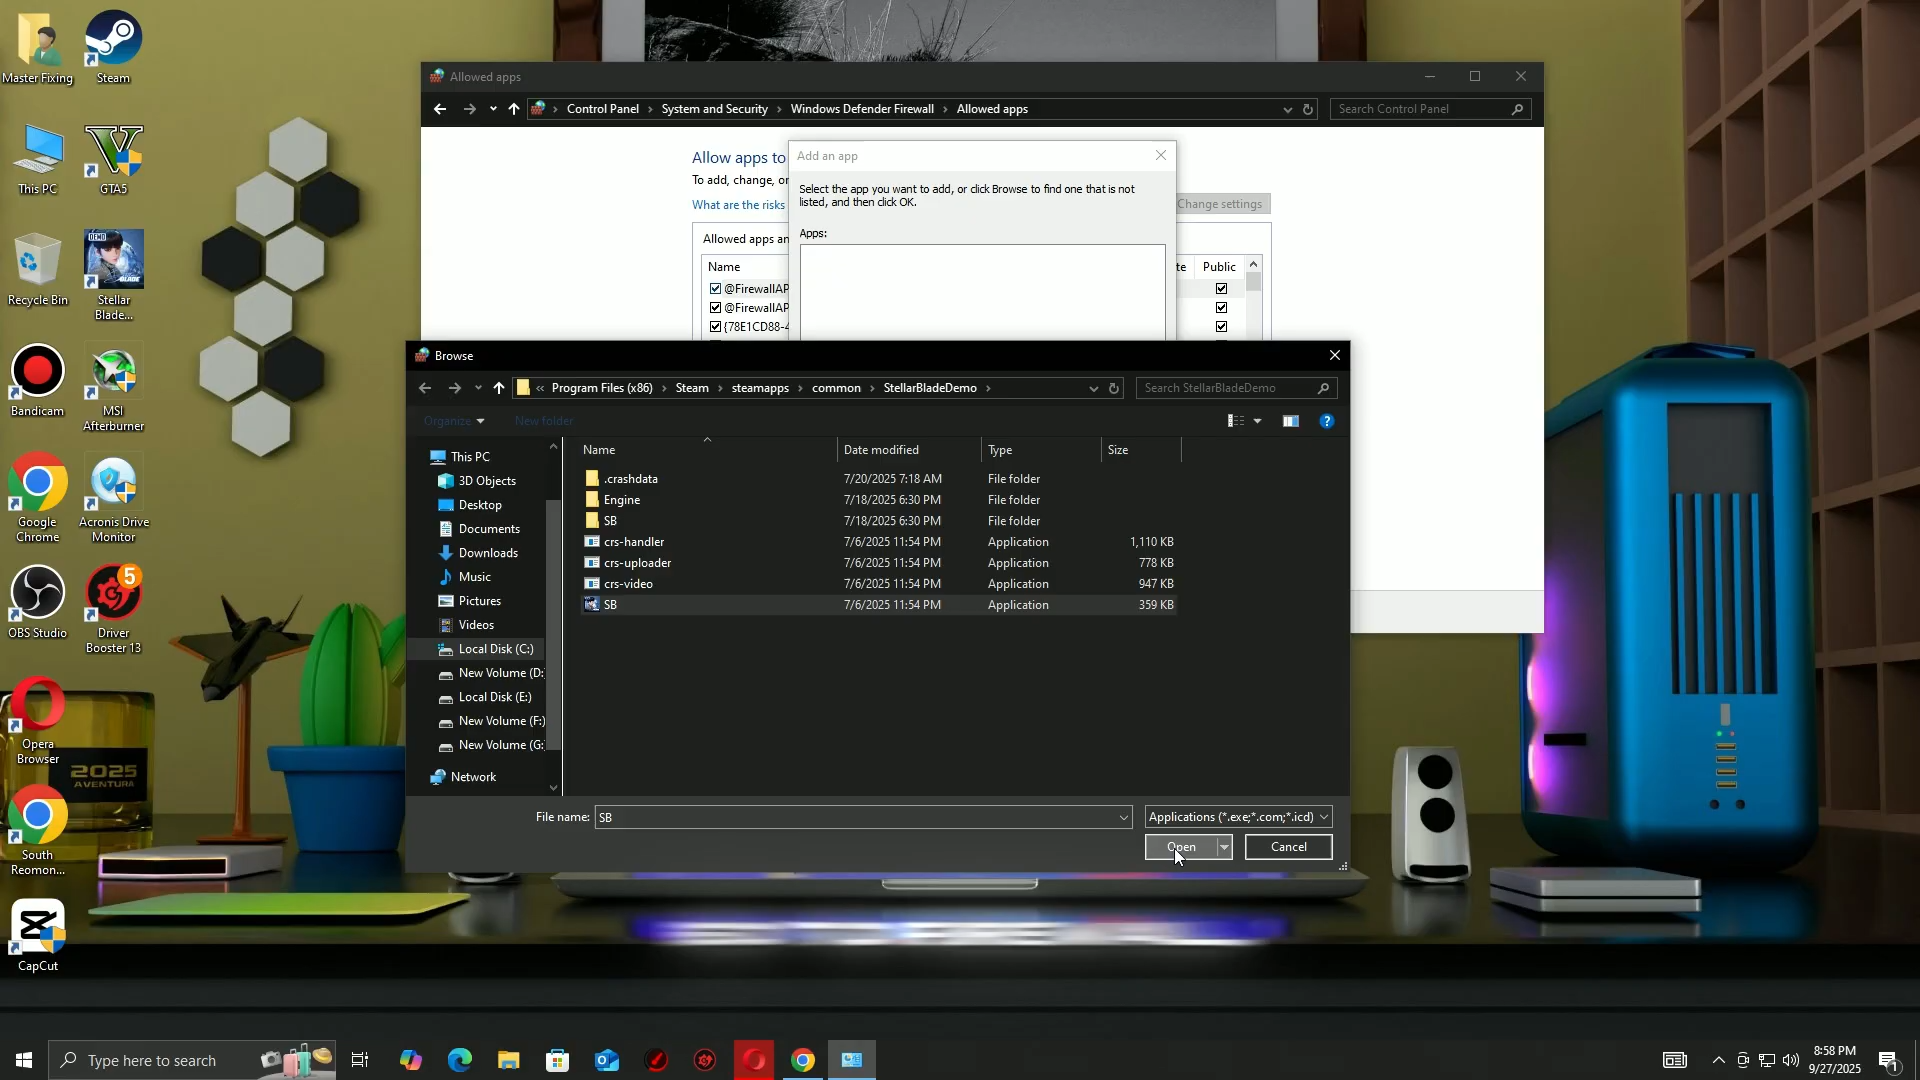 Master Fixing
Steam
This PC
GTA5
Recycle Bin
DEMO
Stellar
Blade...
Bandicam
MSI
Afterburner
Google
Chrome
Acronis Drive
Monitor
OBS Studio
5
Driver
Booster 13
Opera
Browser
South
Reomon...
CapCut
2025
AVENTURA
Allowed apps
Control Panel > System and Security > Windows Defender Firewall > Allowed apps
Search Control Panel
Allow apps to
To add, change, or
What are the risks
Change settings
Allowed apps an
Name
te
Public
@FirewallAP
@FirewallAP
{78E1CD88-4
Add an app
Select the app you want to add, or click Browse to find one that is not
listed, and then click OK.
Apps:
Browse
« Program Files (x86) > Steam > steamapps > common > StellarBladeDemo >
Search StellarBladeDemo
Organize
New folder
This PC
3D Objects
Desktop
Documents
Downloads
Music
Pictures
Videos
Local Disk (C:)
New Volume (D:
Local Disk (E:)
New Volume (F:)
New Volume (G:
Network
Name Date modified Type Size
.crashdata 7/20/2025 7:18 AM File folder
Engine 7/18/2025 6:30 PM File folder
SB 7/18/2025 6:30 PM File folder
crs-handler 7/6/2025 11:54 PM Application 1,110 KB
crs-uploader 7/6/2025 11:54 PM Application 778 KB
crs-video 7/6/2025 11:54 PM Application 947 KB
SB 7/6/2025 11:54 PM Application 359 KB
File name: SB
Applications (*.exe;*.com;*.icd)
Open
Cancel
Type here to search
8:58 PM
9/27/2025
1